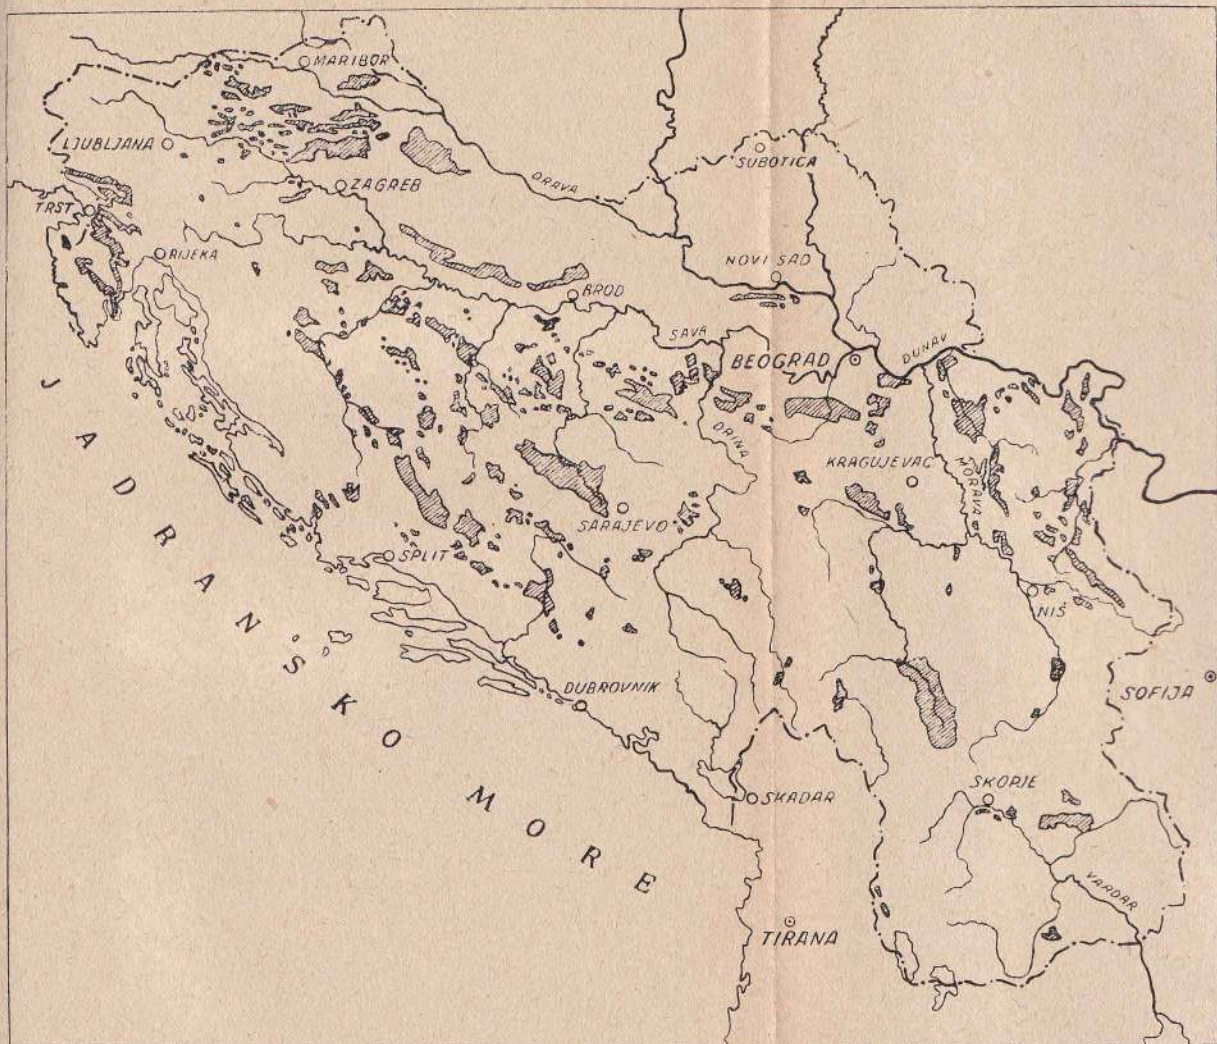 MARIBOR
LJUBLJANA
SUBOTICA
DRAVA
ZAGREB
TRST
RIJEKA
NOVI SAD
BROD
SAVA
BEOGRAD
DUNAV
DRINA
KRAGUJEVAC
MORAVA
SARAJEVO
SPLIT
NIŠ
DUBROVNIK
SOFIJA
SKOPJE
SKADAR
VARDAR
TIRANA
JADRANSKO MORE